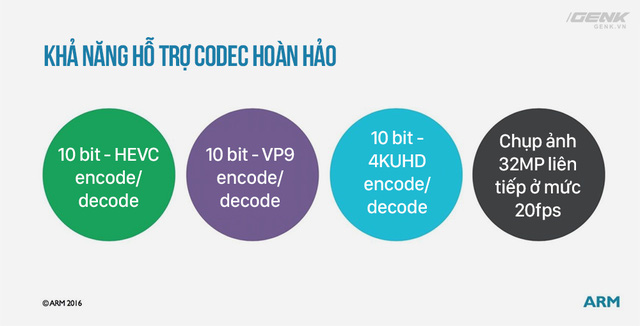 GENK
GENK.VN
KHẢ NĂNG HỖ TRỢ CODEC HOÀN HẢO
10 bit - HEVC
encode/
decode
10 bit - VP9
encode/
decode
10 bit -
4KUHD
encode/
decode
Chụp ảnh
32MP liên
tiếp ở mức
20fps
© ARM 2016
ARM